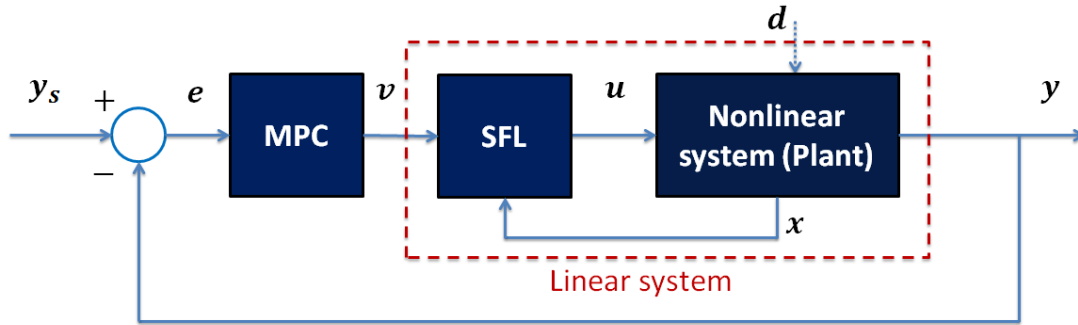 d
y_s
+
e
v
u
y
−
MPC
SFL
Nonlinear
system (Plant)
x
Linear system